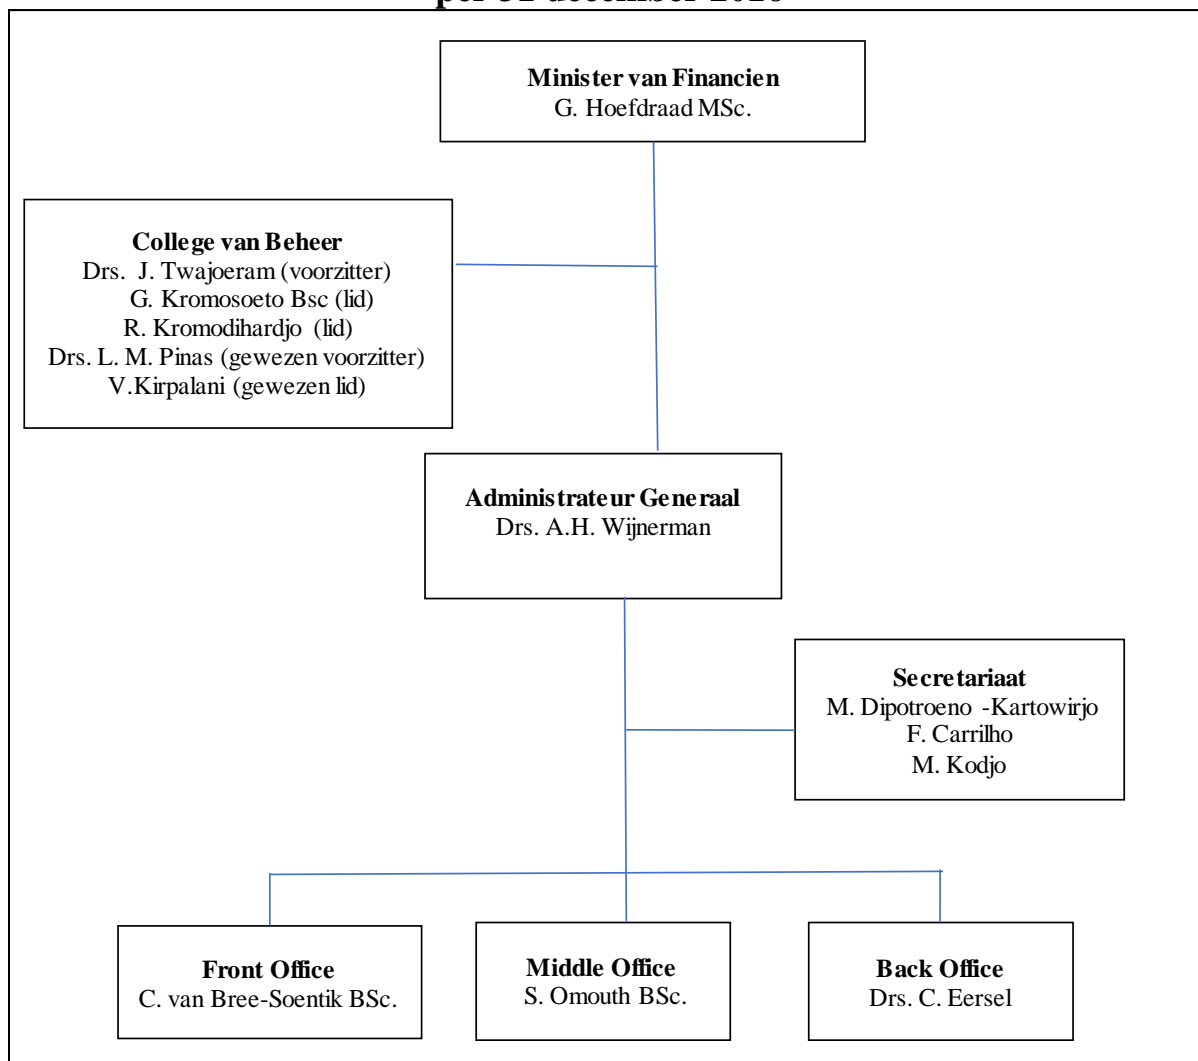 Minister van Financien
G. Hoefdraad MSc.
College van Beheer
Drs. J. Twajoeram (voorzitter)
G. Kromosoeto Bsc (lid)
R. Kromodihardjo (lid)
Drs. L. M. Pinas (gewezen voorzitter)
V.Kirpalani (gewezen lid)
Administrateur Generaal
Drs. A.H. Wijnerman
Secretariaat
M. Dipotroeno -Kartowirjo
F. Carrilho
M. Kodjo
Front Office
C. van Bree-Soentik BSc.
Middle Office
S. Omouth BSc.
Back Office
Drs. C. Eersel